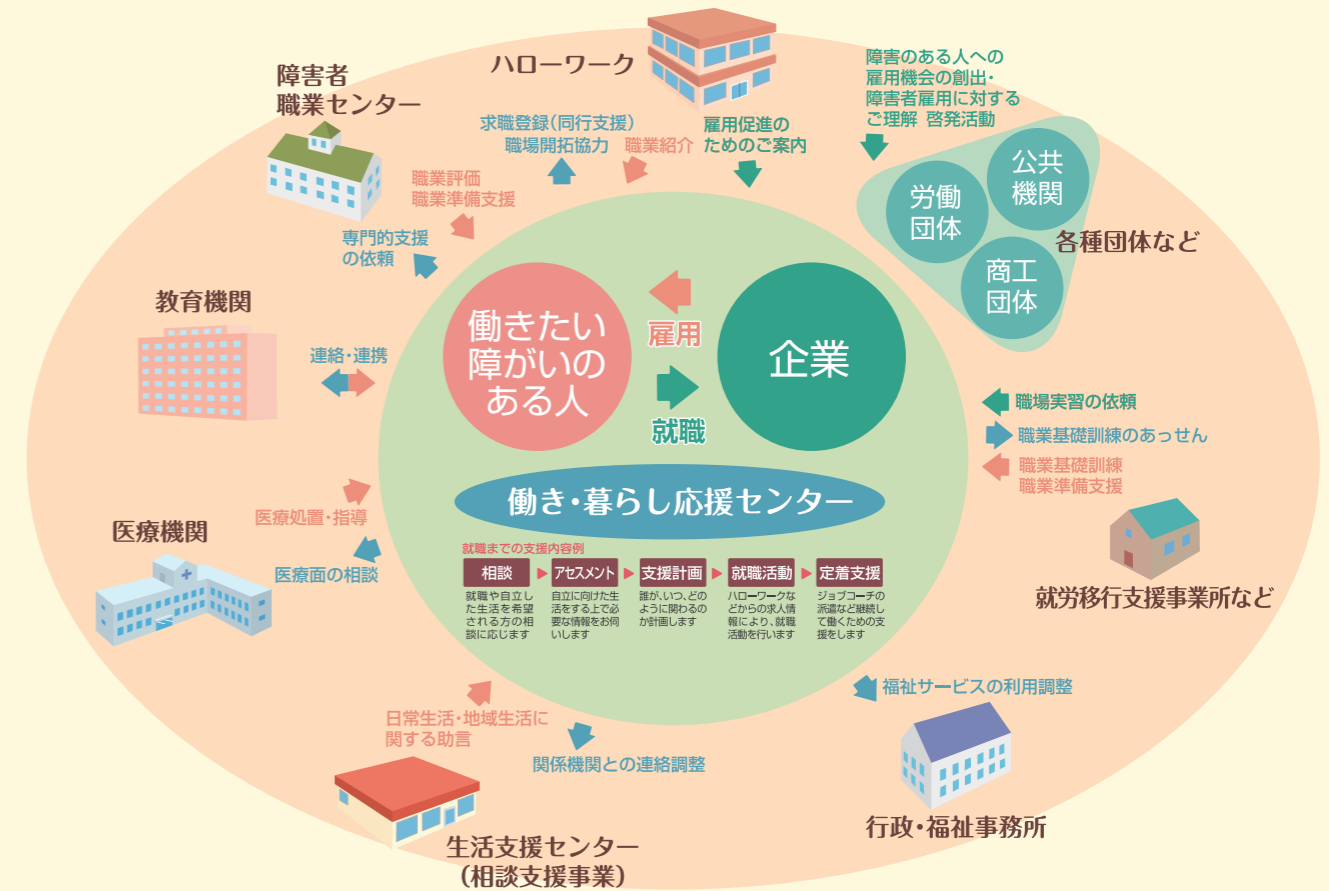 ハローワーク
障害者
職業センター
求職登録(同行支援)
職場開拓協力
職業紹介
雇用促進の
ためのご案内
障害のある人への
雇用機会の創出・
障害者雇用に対する
ご理解 啓発活動
公共
機関
労働
団体
商工
団体
各種団体など
職業評価
職業準備支援
専門的支援
の依頼
教育機関
連絡・連携
働きたい
障がいの
ある人
雇用
就職
企業
職場実習の依頼
職業基礎訓練のあっせん
職業基礎訓練
職業準備支援
就労移行支援事業所など
医療処置・指導
医療機関
医療面の相談
働き・暮らし応援センター
就職までの支援内容例
相談
就職や自立し
た生活を希望
される方の相
談に応じます
アセスメント
自立に向けた生
活をする上で必
要な情報をお伺
いします
支援計画
誰が、いつ、どの
ように関わるの
か計画します
就職活動
ハローワークな
どからの求人情
報により、就職
活動を行います
定着支援
ジョブコーチの
派遣など継続し
て働くための支
援をします
福祉サービスの利用調整
行政・福祉事務所
日常生活・地域生活に
関する助言
関係機関との連絡調整
生活支援センター
(相談支援事業)